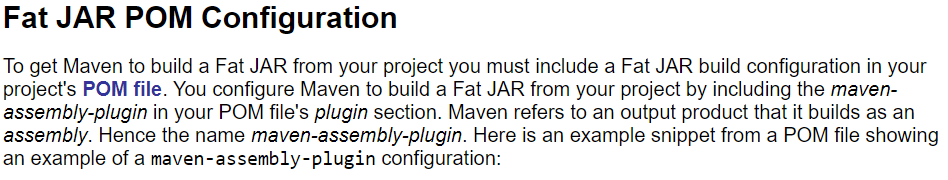 Fat JAR POM Configuration
To get Maven to build a Fat JAR from your project you must include a Fat JAR build configuration in your
project's POM file. You configure Maven to build a Fat JAR from your project by including the maven-
assembly-plugin in your POM file's plugin section. Maven refers to an output product that it builds as an
assembly. Hence the name maven-assembly-plugin. Here is an example snippet from a POM file showing
an example of a maven-assembly-plugin configuration: